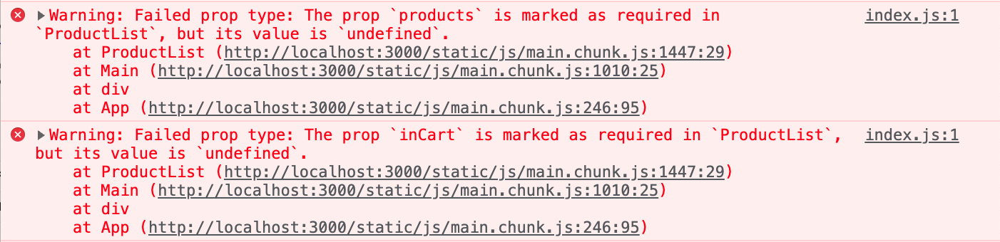 Warning: Failed prop type: The prop `products` is marked as required in index.js:1
`ProductList`, but its value is `undefined`.
at ProductList (http://localhost:3000/static/js/main.chunk.js:1447:29)
at Main (http://localhost:3000/static/js/main.chunk.js:1010:25)
at div
at App (http://localhost:3000/static/js/main.chunk.js:246:95)
Warning: Failed prop type: The prop `inCart` is marked as required in `ProductList`, index.js:1
but its value is `undefined`.
at ProductList (http://localhost:3000/static/js/main.chunk.js:1447:29)
at Main (http://localhost:3000/static/js/main.chunk.js:1010:25)
at div
at App (http://localhost:3000/static/js/main.chunk.js:246:95)